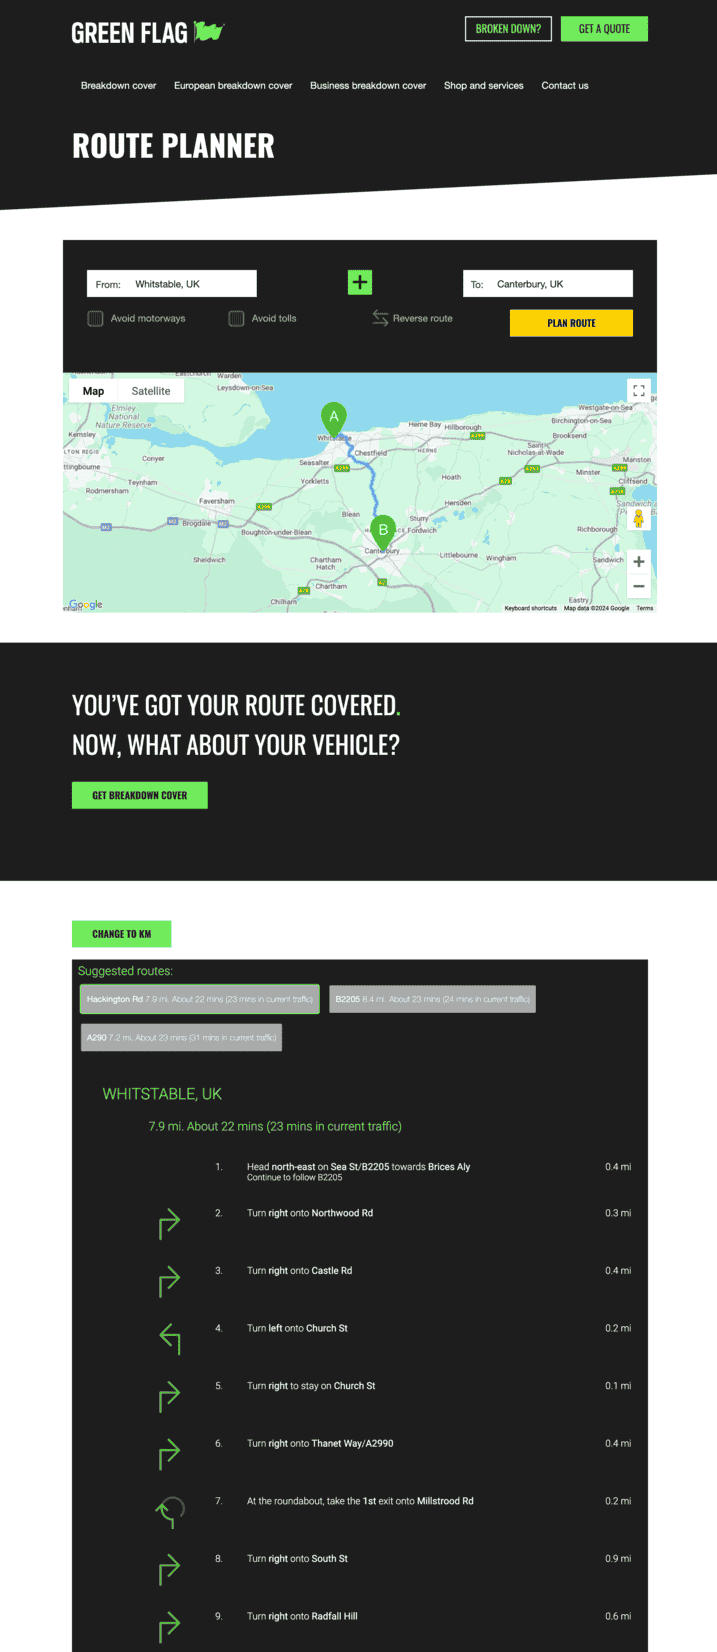 GREEN FLAG
BROKEN DOWN?
GET A QUOTE
Breakdown cover European breakdown cover Business breakdown cover Shop and services Contact us
ROUTE PLANNER
From: Whitstable, UK
To: Canterbury, UK
Avoid motorways
Avoid tolls
Reverse route
PLAN ROUTE
Map Satellite
Warden
Leysdown-on-Sea
Elmley
National
Nature Reserve
Kemsley
Conyer
Teynham
Rodmersham
Faversham
Brogdale
M2
M2
M2
Boughton-under-Blean
Sheldwich
A
Whitstable
Chestfield
Seasalter
A299
Yorkletts
A299
Blean
B
Canterbury
Sturry
Fordwich
Chartham
Hatch
Chartham
A28
A2
Chilham
Herne Bay
Hillborough
HERNE
A299
Hoath
Hersden
Littlebourne
Wingham
A28
Westgate-on-Sea
Birchington-on-Sea
Brooksend
Saint
Nicholas-at-Wade
Manston
Minster
A299
Cliffsend
Richborough
Sandwich
Eastry
Google
Keyboard shortcuts Map data ©2024 Google Terms
YOU'VE GOT YOUR ROUTE COVERED.
NOW, WHAT ABOUT YOUR VEHICLE?
GET BREAKDOWN COVER
CHANGE TO KM
Suggested routes:
Hackington Rd 7.9 mi. About 22 mins (23 mins in current traffic)
B2205 8.4 mi. About 23 mins (24 mins in current traffic)
A290 7.2 mi. About 23 mins (31 mins in current traffic)
WHITSTABLE, UK
7.9 mi. About 22 mins (23 mins in current traffic)
1. Head north-east on Sea St/B2205 towards Brices Aly 0.4 mi
Continue to follow B2205
2. Turn right onto Northwood Rd 0.3 mi
3. Turn right onto Castle Rd 0.4 mi
4. Turn left onto Church St 0.2 mi
5. Turn right to stay on Church St 0.1 mi
6. Turn right onto Thanet Way/A2990 0.4 mi
7. At the roundabout, take the 1st exit onto Millstrood Rd 0.2 mi
8. Turn right onto South St 0.9 mi
9. Turn right onto Radfall Hill 0.6 mi